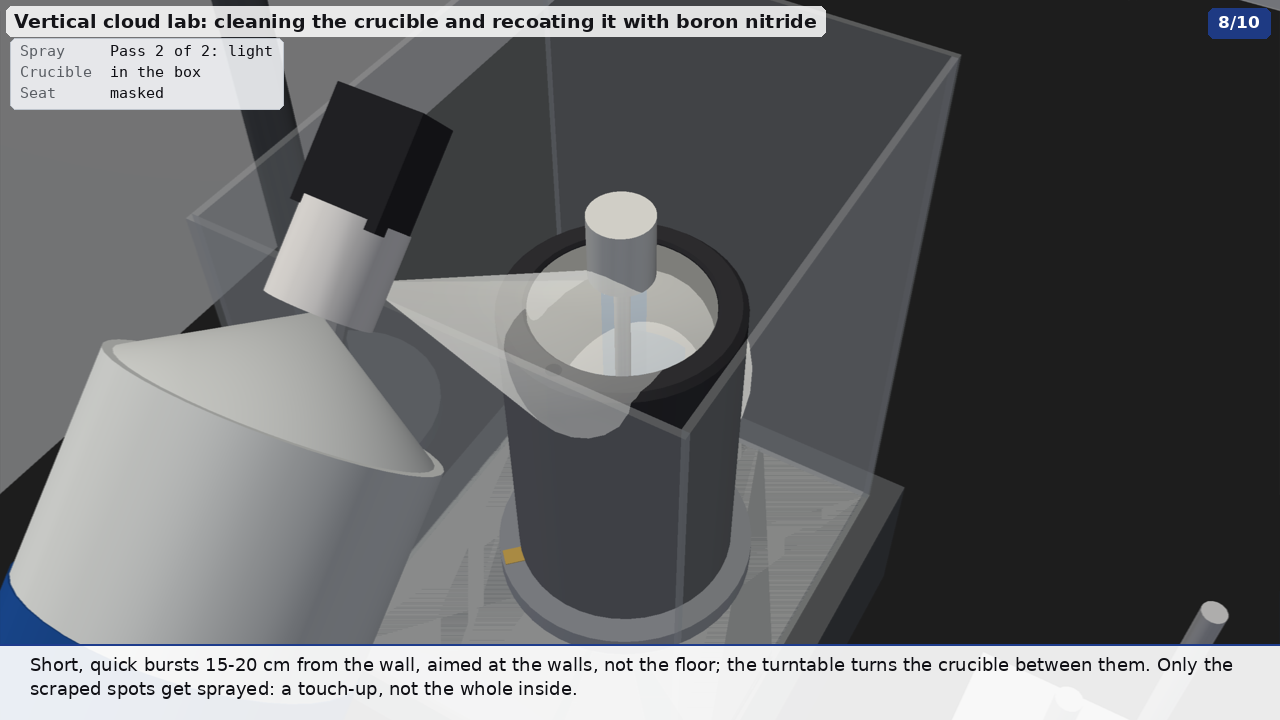 Vertical cloud lab: cleaning the crucible and recoating it with boron nitride
8/10
Spray Pass 2 of 2: light
Crucible in the box
Seat masked
Short, quick bursts 15-20 cm from the wall, aimed at the walls, not the floor; the turntable turns the crucible between them. Only the
scraped spots get sprayed: a touch-up, not the whole inside.